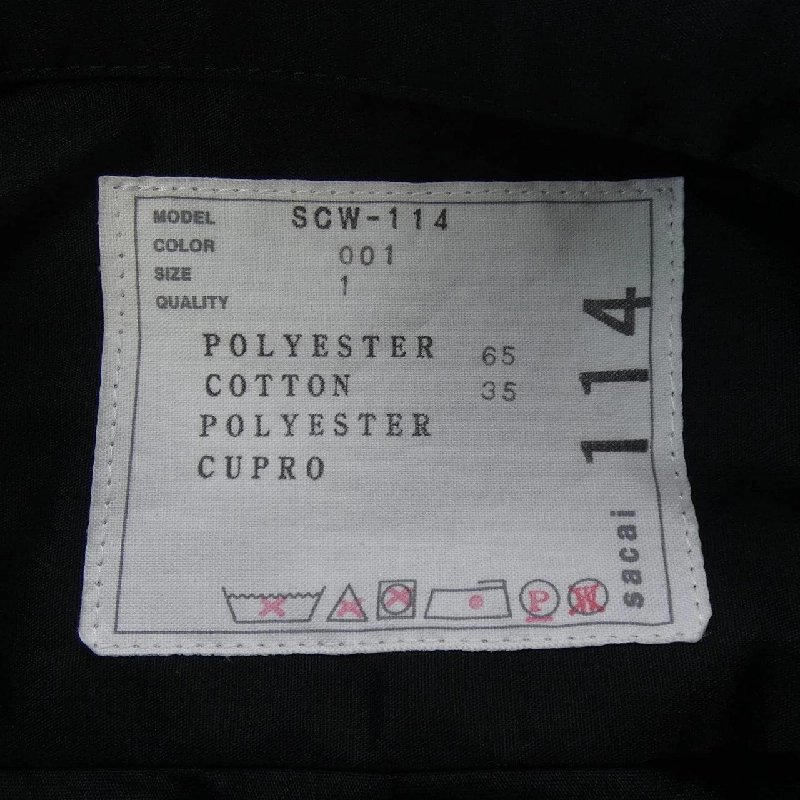 MODEL SCW-114
COLOR 001
SIZE 1
QUALITY
POLYESTER 65
COTTON 35
POLYESTER
CUPRO
P
W
sacai 114